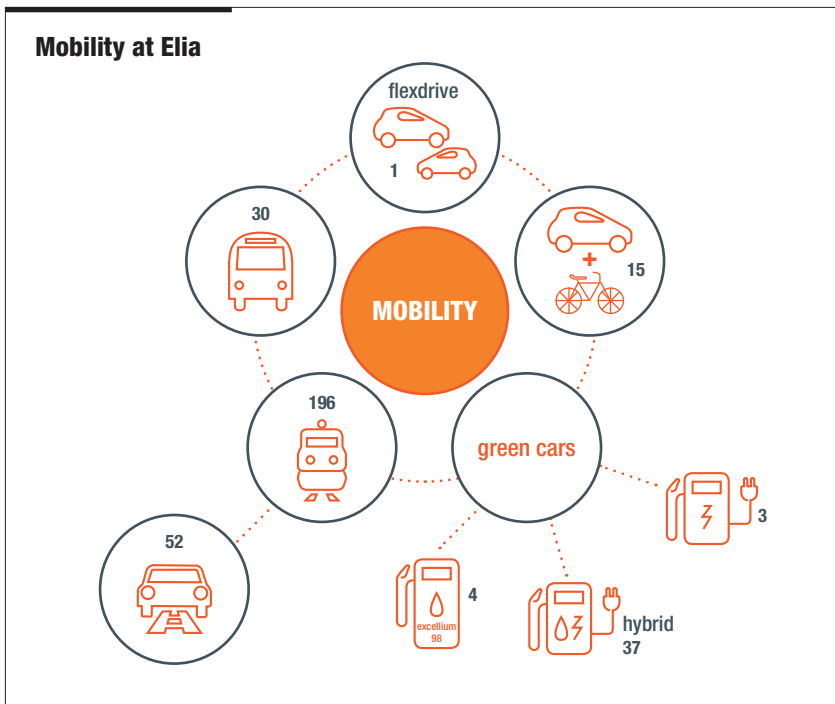 Mobility at Elia
flexdrive
1
30
15
MOBILITY
196
green cars
3
52
4
excellium
98
hybrid
37